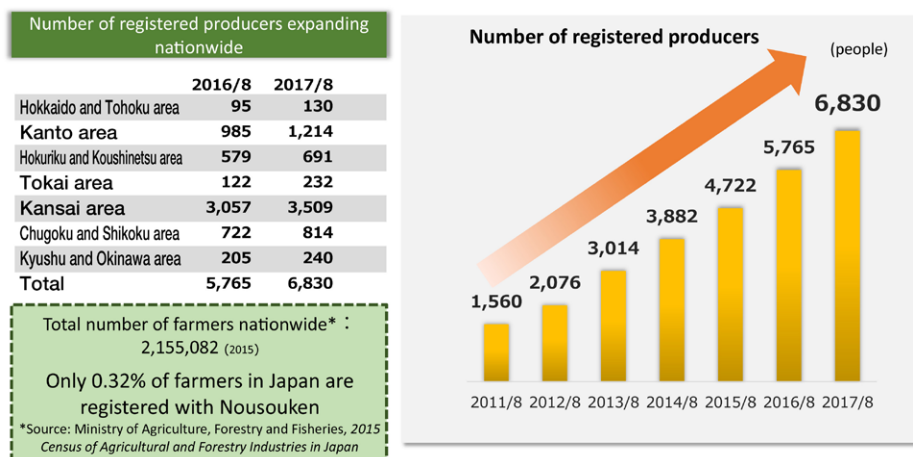 Number of registered producers expanding
nationwide
2016/8 2017/8
Hokkaido and Tohoku area 95 130
Kanto area 985 1,214
Hokuriku and Koushinetsu area 579 691
Tokai area 122 232
Kansai area 3,057 3,509
Chugoku and Shikoku area 722 814
Kyushu and Okinawa area 205 240
Total 5,765 6,830
Total number of farmers nationwide* :
2,155,082 (2015)
Only 0.32% of farmers in Japan are
registered with Nousouken
*Source: Ministry of Agriculture, Forestry and Fisheries, 2015
Census of Agricultural and Forestry Industries in Japan
Number of registered producers
(people)
1,560
2,076
3,014
3,882
4,722
5,765
6,830
2011/8 2012/8 2013/8 2014/8 2015/8 2016/8 2017/8